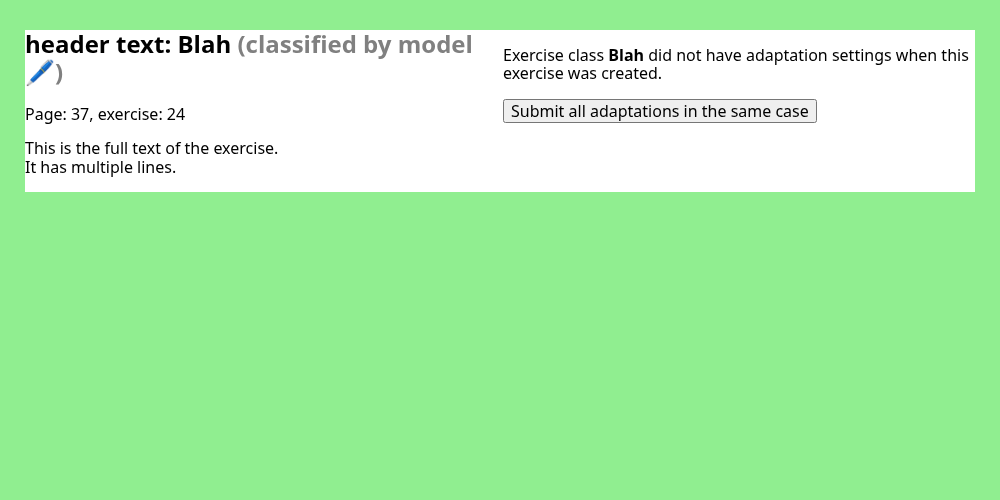 header text: Blah (classified by model
🖊️)
Page: 37, exercise: 24
This is the full text of the exercise.
It has multiple lines.
Exercise class Blah did not have adaptation settings when this
exercise was created.
Submit all adaptations in the same case